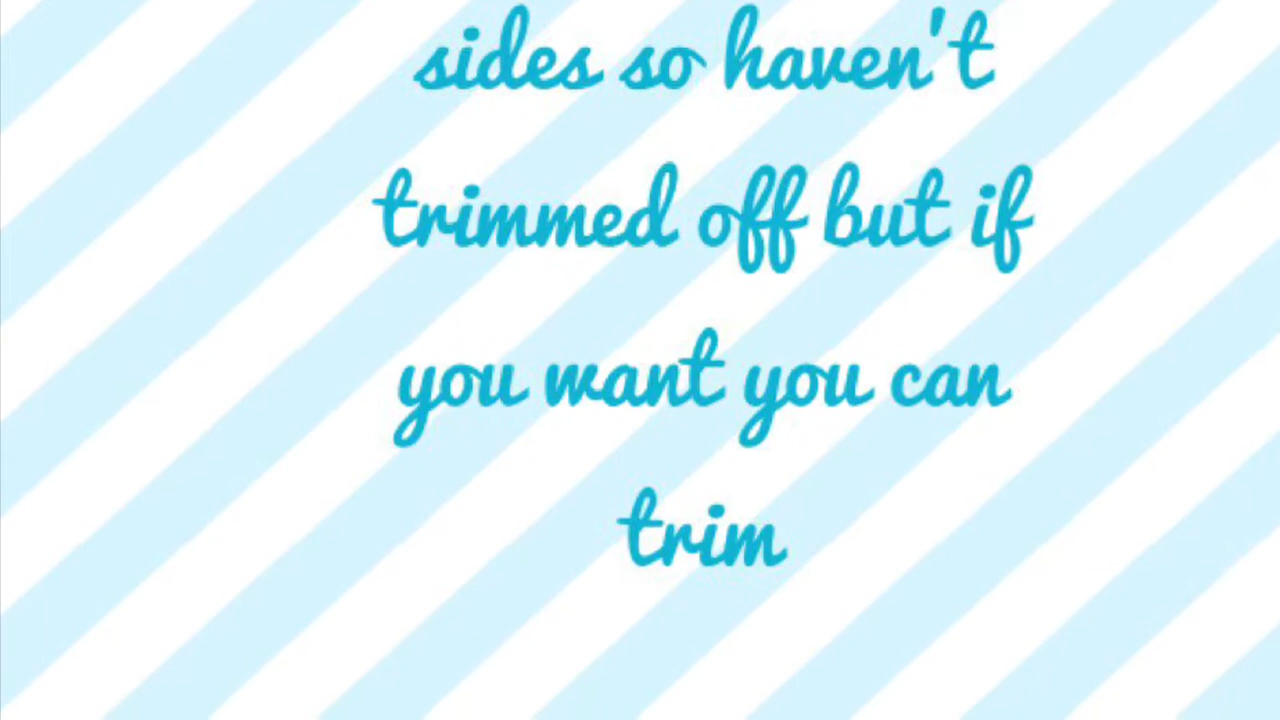 sides so haven't
trimmed off but if
you want you can
trim